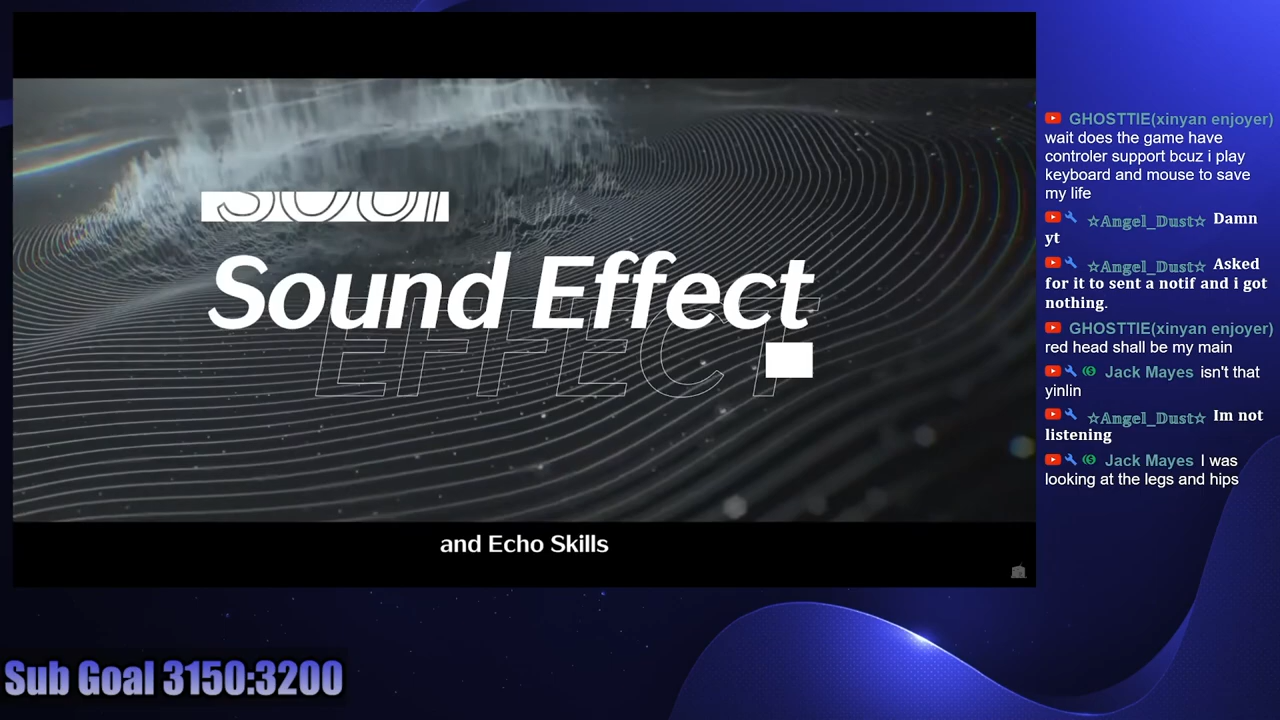 SOUN
Sound Effect
EFFECT
and Echo Skills
Sub Goal 3150:3200
GHOSTTIE(xinyan enjoyer)
wait does the game have
controler support bcuz i play
keyboard and mouse to save
my life
☆Angel_Dust☆ Damn
yt
☆Angel_Dust☆ Asked
for it to sent a notif and i got
nothing.
GHOSTTIE(xinyan enjoyer)
red head shall be my main
Jack Mayes isn't that
yinlin
☆Angel_Dust☆ Im not
listening
Jack Mayes I was
looking at the legs and hips